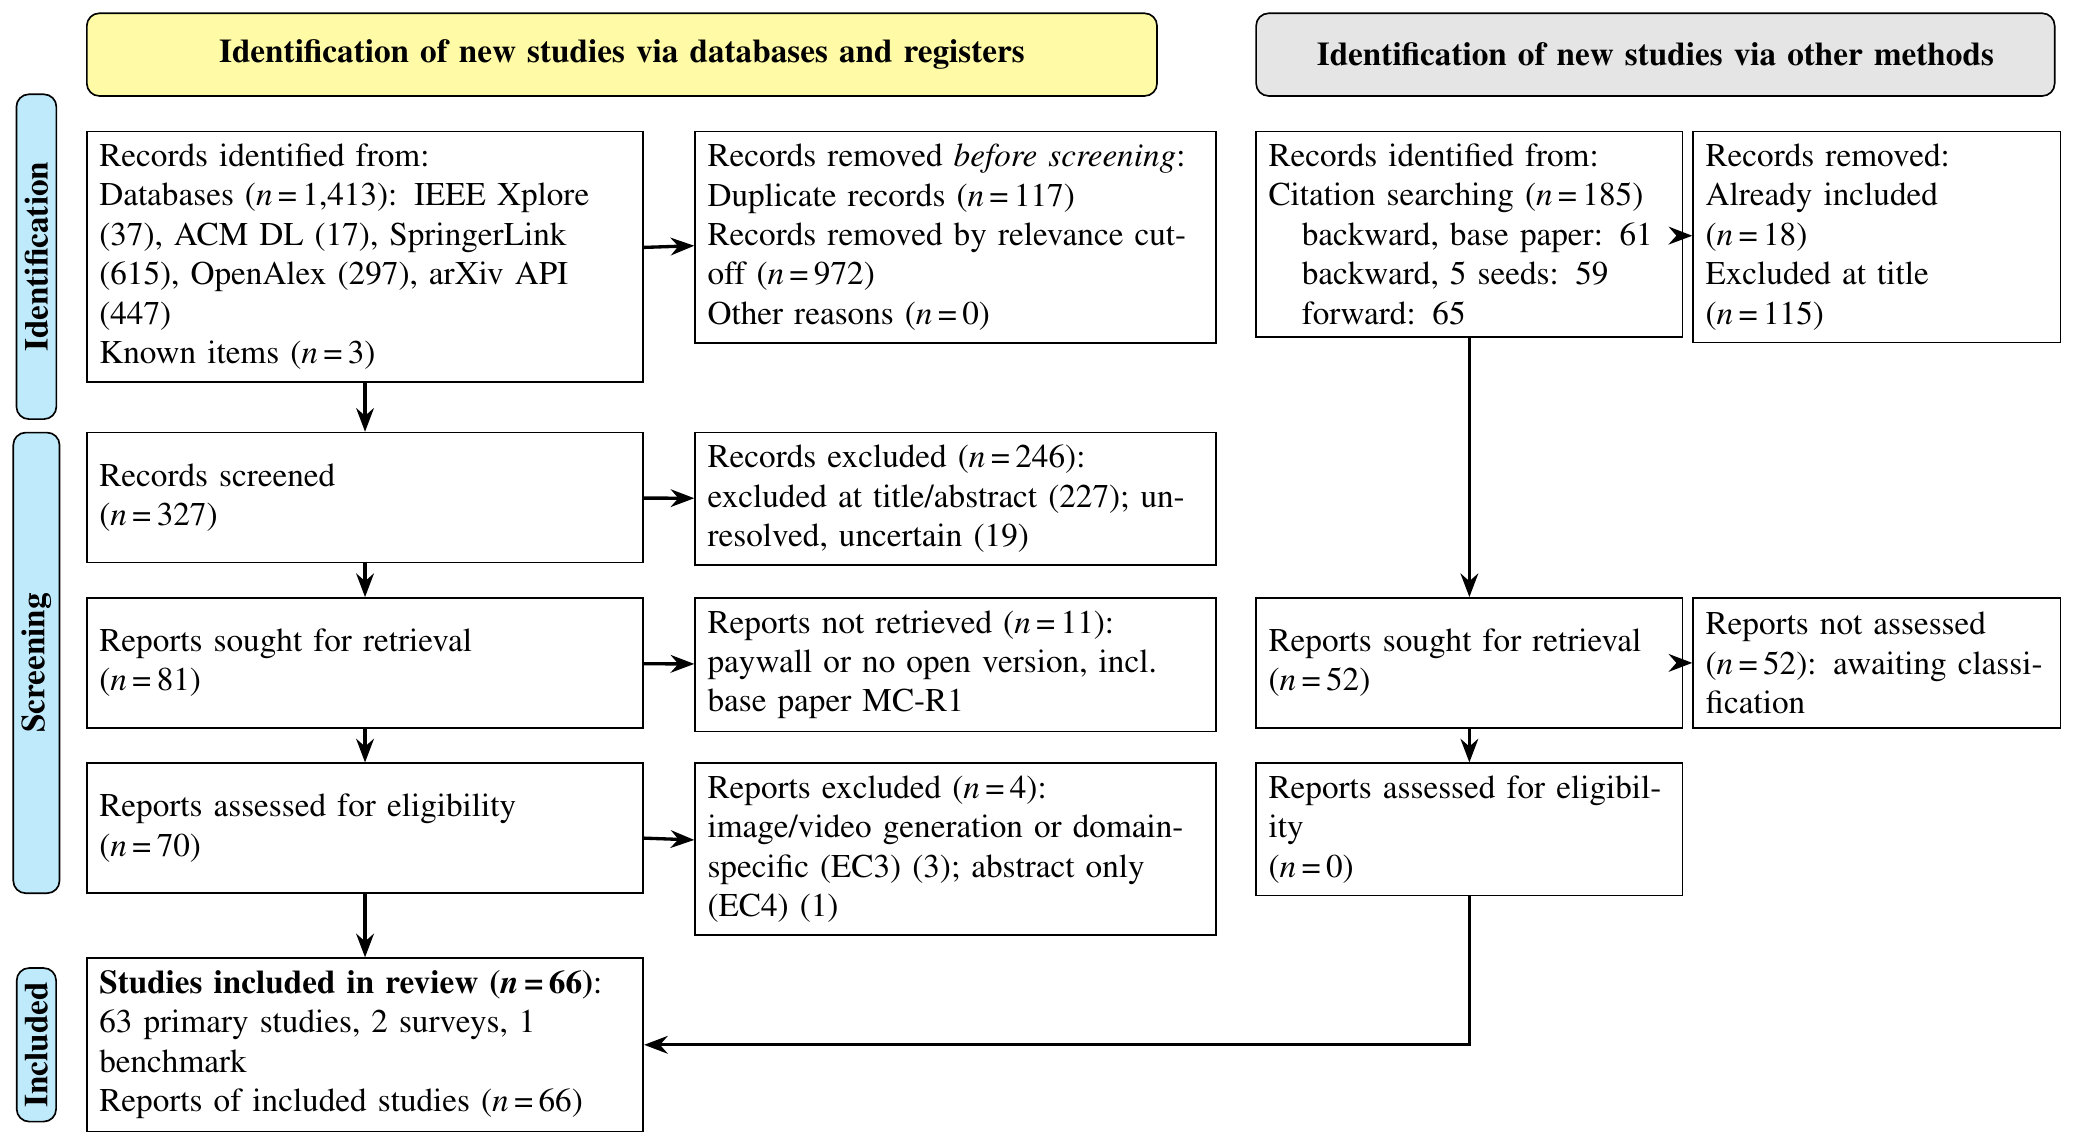 Identification of new studies via databases and registers
Identification of new studies via other methods
Identification
Records identified from:
Databases (n = 1,413): IEEE Xplore
(37), ACM DL (17), SpringerLink
(615), OpenAlex (297), arXiv API
(447)
Known items (n = 3)
Records removed before screening:
Duplicate records (n = 117)
Records removed by relevance cut-
off (n = 972)
Other reasons (n = 0)
Records identified from:
Citation searching (n = 185)
backward, base paper: 61
backward, 5 seeds: 59
forward: 65
Records removed:
Already included
(n = 18)
Excluded at title
(n = 115)
Screening
Records screened
(n = 327)
Records excluded (n = 246):
excluded at title/abstract (227); un-
resolved, uncertain (19)
Reports sought for retrieval
(n = 81)
Reports not retrieved (n = 11):
paywall or no open version, incl.
base paper MC-R1
Reports sought for retrieval
(n = 52)
Reports not assessed
(n = 52): awaiting classi-
fication
Reports assessed for eligibility
(n = 70)
Reports excluded (n = 4):
image/video generation or domain-
specific (EC3) (3); abstract only
(EC4) (1)
Reports assessed for eligibil-
ity
(n = 0)
Included
Studies included in review (n = 66):
63 primary studies, 2 surveys, 1
benchmark
Reports of included studies (n = 66)